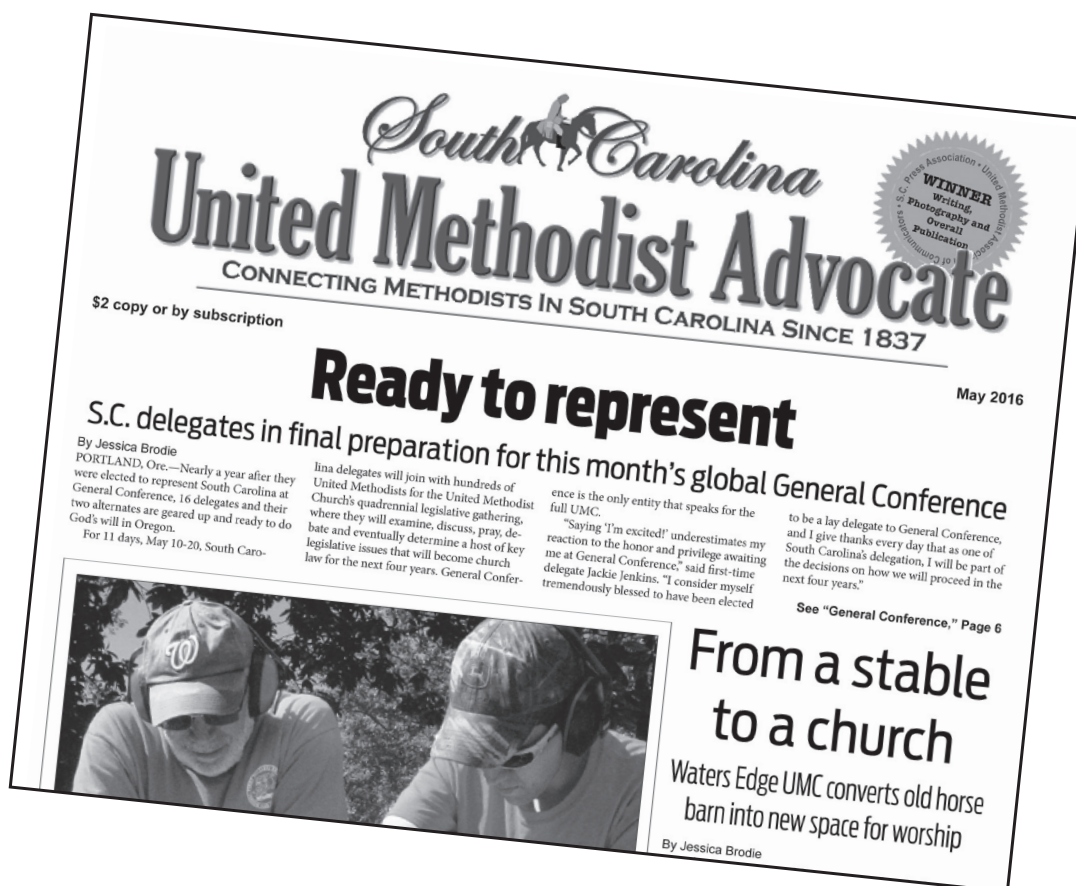 South Carolina
United Methodist Advocate
CONNECTING METHODISTS IN SOUTH CAROLINA SINCE 1837
S.C. Press Association • United Methodist Association of Communicators •
WINNER
Writing,
Photography and
Overall
Publication
$2 copy or by subscription
May 2016
Ready to represent
S.C. delegates in final preparation for this month's global General Conference
By Jessica Brodie
PORTLAND, Ore.—Nearly a year after they
were elected to represent South Carolina at
General Conference, 16 delegates and their
two alternates are geared up and ready to do
God's will in Oregon.
For 11 days, May 10-20, South Caro-
lina delegates will join with hundreds of
United Methodists for the United Methodist
Church's quadrennial legislative gathering,
where they will examine, discuss, pray, de-
bate and eventually determine a host of key
legislative issues that will become church
law for the next four years. General Confer-
ence is the only entity that speaks for the
full UMC.
"Saying 'I'm excited!' underestimates my
reaction to the honor and privilege awaiting
me at General Conference," said first-time
delegate Jackie Jenkins. "I consider myself
tremendously blessed to have been elected
to be a lay delegate to General Conference,
and I give thanks every day that as one of
South Carolina's delegation, I will be part of
the decisions on how we will proceed in the
next four years."
See "General Conference," Page 6
W
From a stable
to a church
Waters Edge UMC converts old horse
barn into new space for worship
By Jessica Brodie